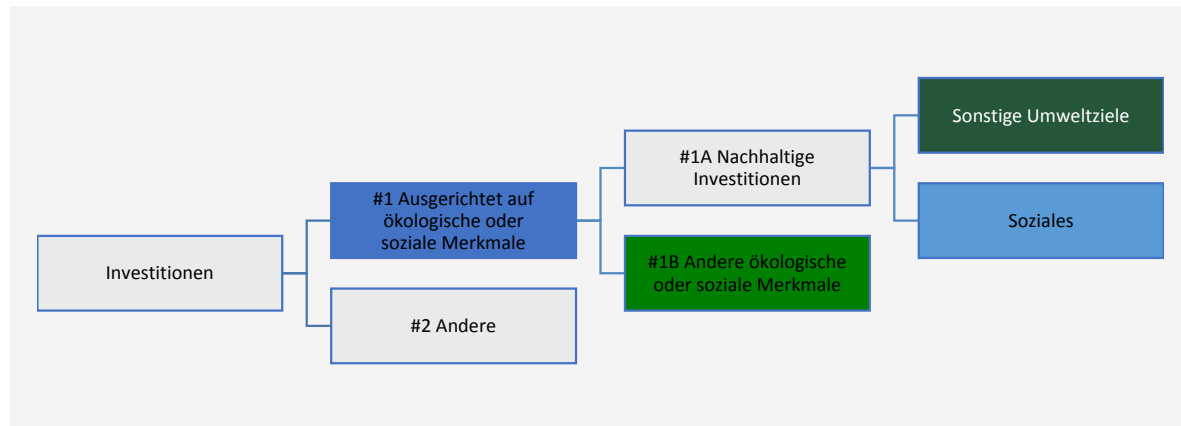 Investitionen
#1 Ausgerichtet auf
ökologische oder
soziale Merkmale
#2 Andere
#1A Nachhaltige
Investitionen
#1B Andere ökologische
oder soziale Merkmale
Sonstige Umweltziele
Soziales